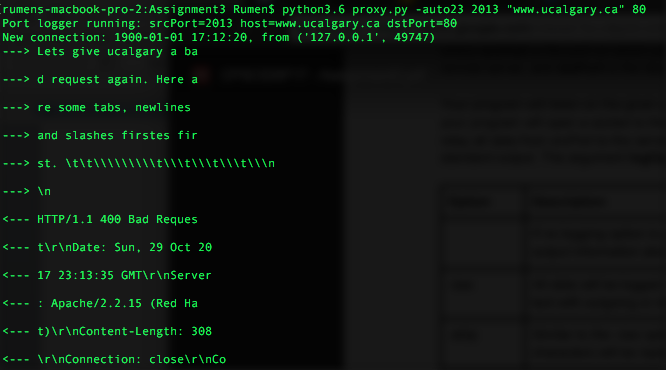 [rumens-macbook-pro-2:Assignment3 Rumen$ python3.6 proxy.py -auto23 2013 "www.ucalgary.ca" 80
Port logger running: srcPort=2013 host=www.ucalgary.ca dstPort=80
New connection: 1900-01-01 17:12:20, from ('127.0.0.1', 49747)
---> Lets give ucalgary a ba
---> d request again. Here a
---> re some tabs, newlines
---> and slashes firstes fir
---> st. \t\t\\\\\\\\\t\\\t\\\t\\\t\\\n
---> \n
<--- HTTP/1.1 400 Bad Reques
<--- t\r\nDate: Sun, 29 Oct 20
<--- 17 23:13:35 GMT\r\nServer
<--- : Apache/2.2.15 (Red Ha
<--- t)\r\nContent-Length: 308
<--- \r\nConnection: close\r\nCo